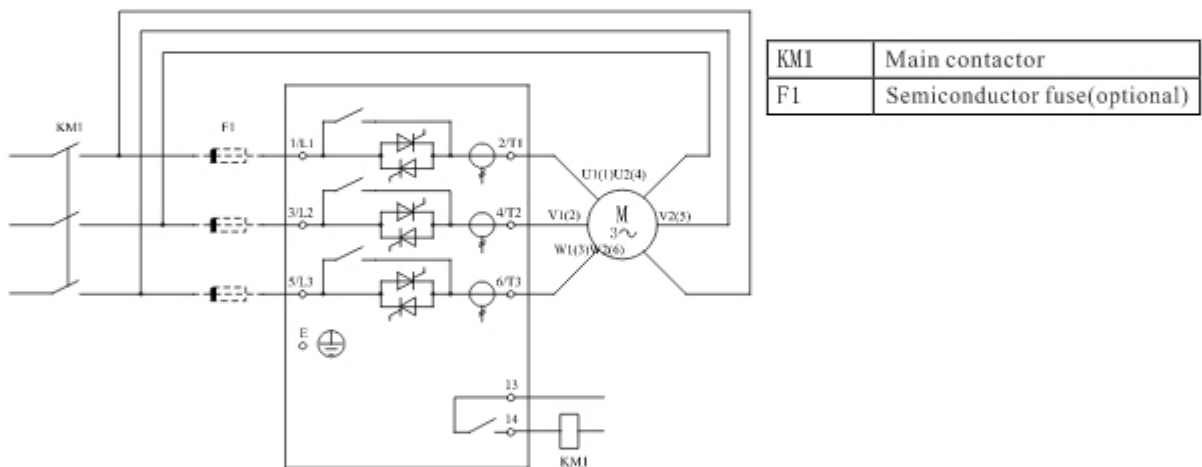 KM1 Main contactor
F1 Semiconductor fuse(optional)
KM1
F1
1/L1
2/T1
U1(1)U2(4)
3/L2
4/T2
V1(2)
M
3~
V2(5)
W1(3)W2(6)
5/L3
6/T3
E
13
14
KM1